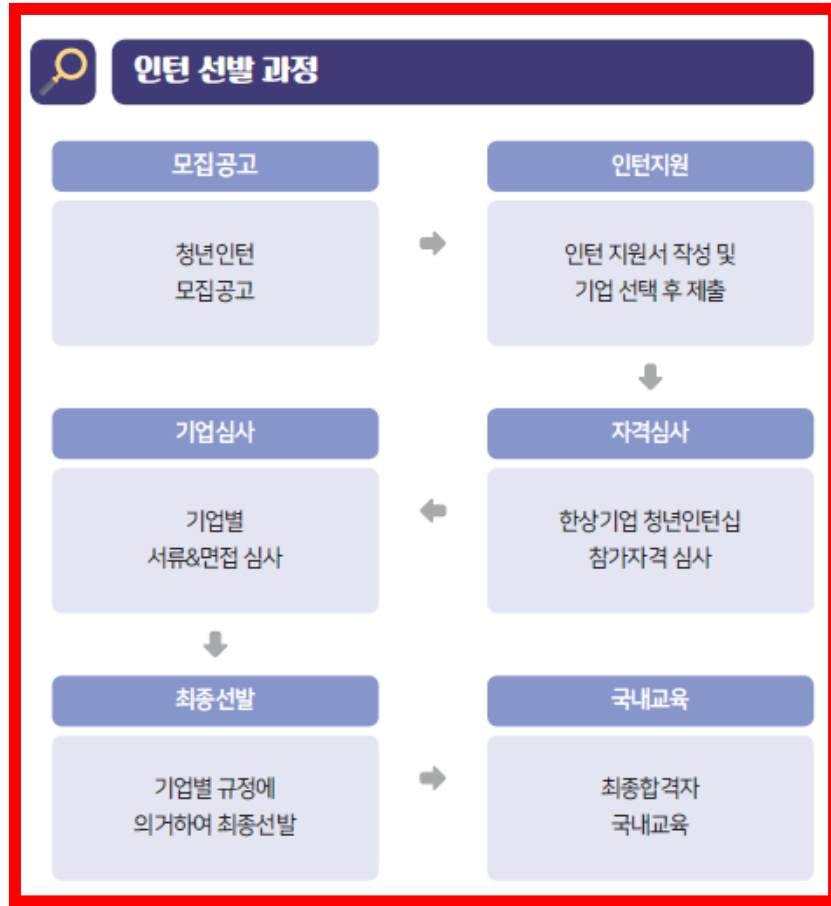 인턴 선발 과정
모집공고
청년인턴
모집공고
인턴지원
인턴 지원서 작성 및
기업 선택 후 제출
자격심사
한상기업 청년인턴십
참가자격 심사
기업심사
기업별
서류&면접 심사
최종선발
기업별 규정에
의거하여 최종선발
국내교육
최종합격자
국내교육